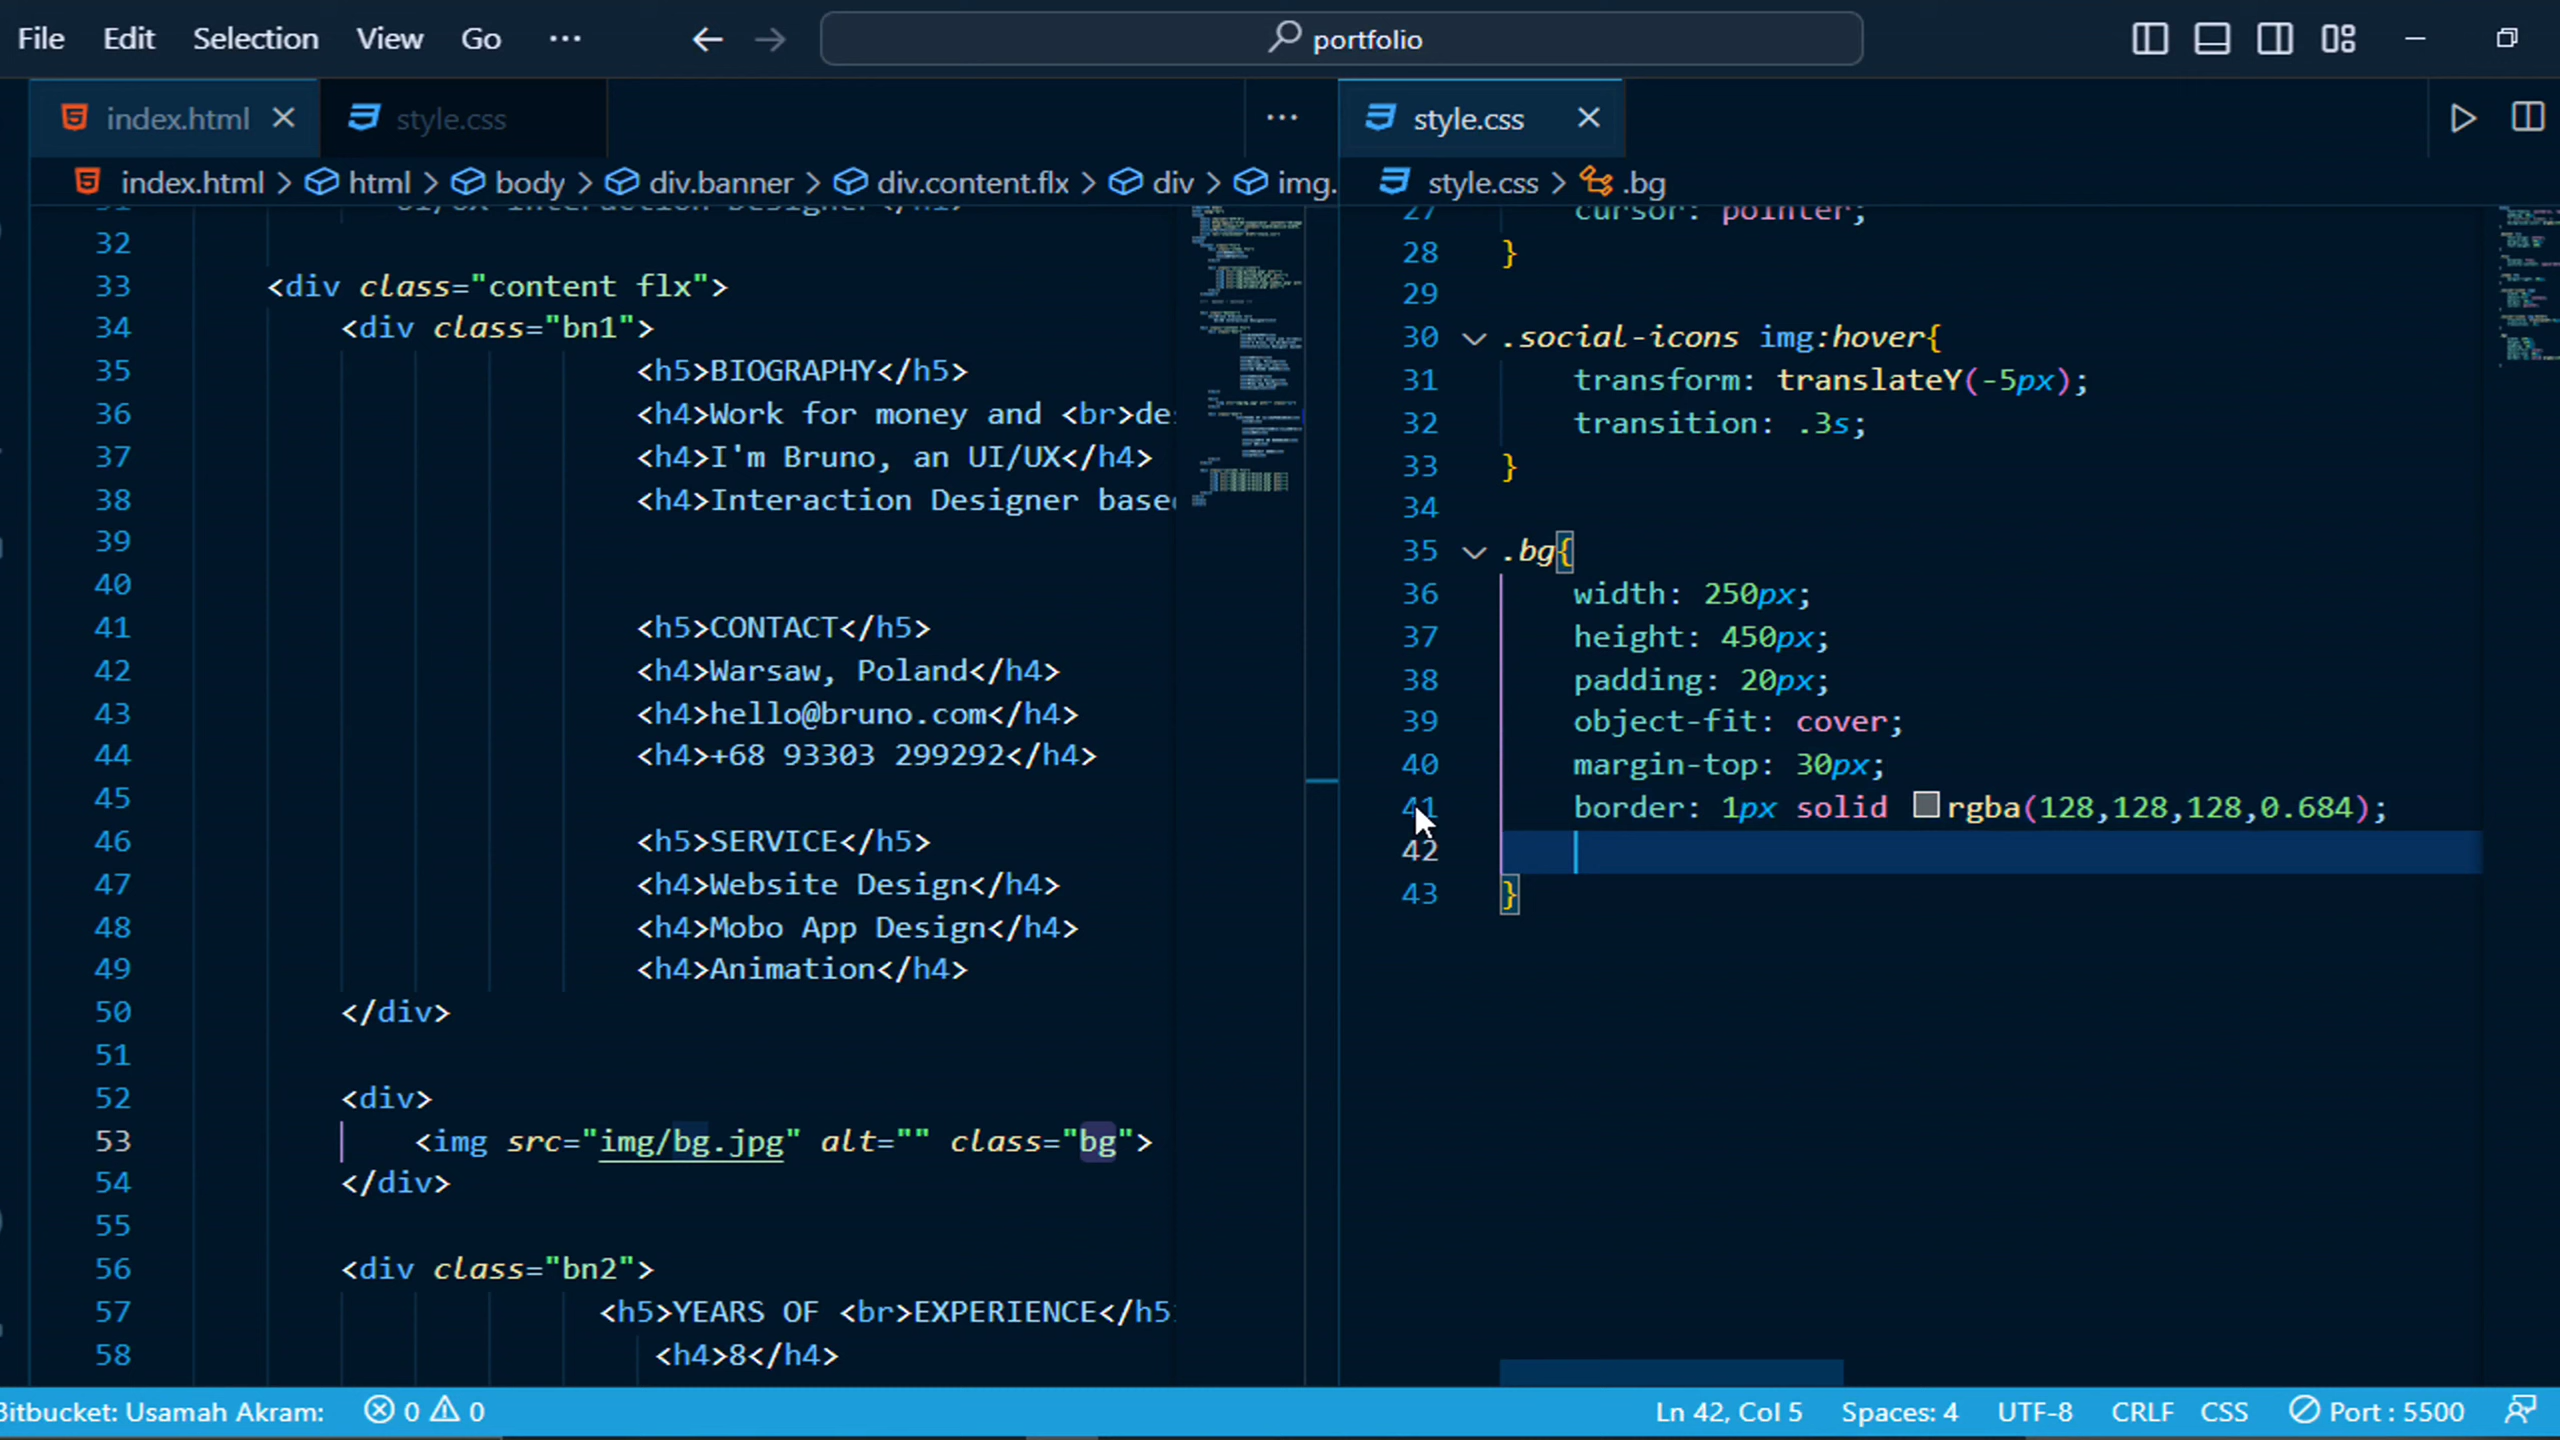 File Edit Selection View Go ··· portfolio
index.html style.css ···
index.html > html > body > div.banner > div.content.flx > div > img.
UI/UX Interaction Designer</h1>
32
33 <div class="content flx">
34 <div class="bn1">
35 <h5>BIOGRAPHY</h5>
36 <h4>Work for money and <br>de
37 <h4>I'm Bruno, an UI/UX</h4>
38 <h4>Interaction Designer base
39
40
41 <h5>CONTACT</h5>
42 <h4>Warsaw, Poland</h4>
43 <h4>hello@bruno.com</h4>
44 <h4>+68 93303 299292</h4>
45
46 <h5>SERVICE</h5>
47 <h4>Website Design</h4>
48 <h4>Mobo App Design</h4>
49 <h4>Animation</h4>
50 </div>
51
52 <div>
53 <img src="img/bg.jpg" alt="" class="bg">
54 </div>
55
56 <div class="bn2">
57 <h5>YEARS OF <br>EXPERIENCE</h5
58 <h4>8</h4>
style.css
style.css > .bg
27 cursor: pointer;
28 }
29
30 .social-icons img:hover{
31 transform: translateY(-5px);
32 transition: .3s;
33 }
34
35 .bg{
36 width: 250px;
37 height: 450px;
38 padding: 20px;
39 object-fit: cover;
40 margin-top: 30px;
41 border: 1px solid rgba(128,128,128,0.684);
42
43 }
Bitbucket: Usamah Akram: 0 0 Ln 42, Col 5 Spaces: 4 UTF-8 CRLF CSS Port : 5500